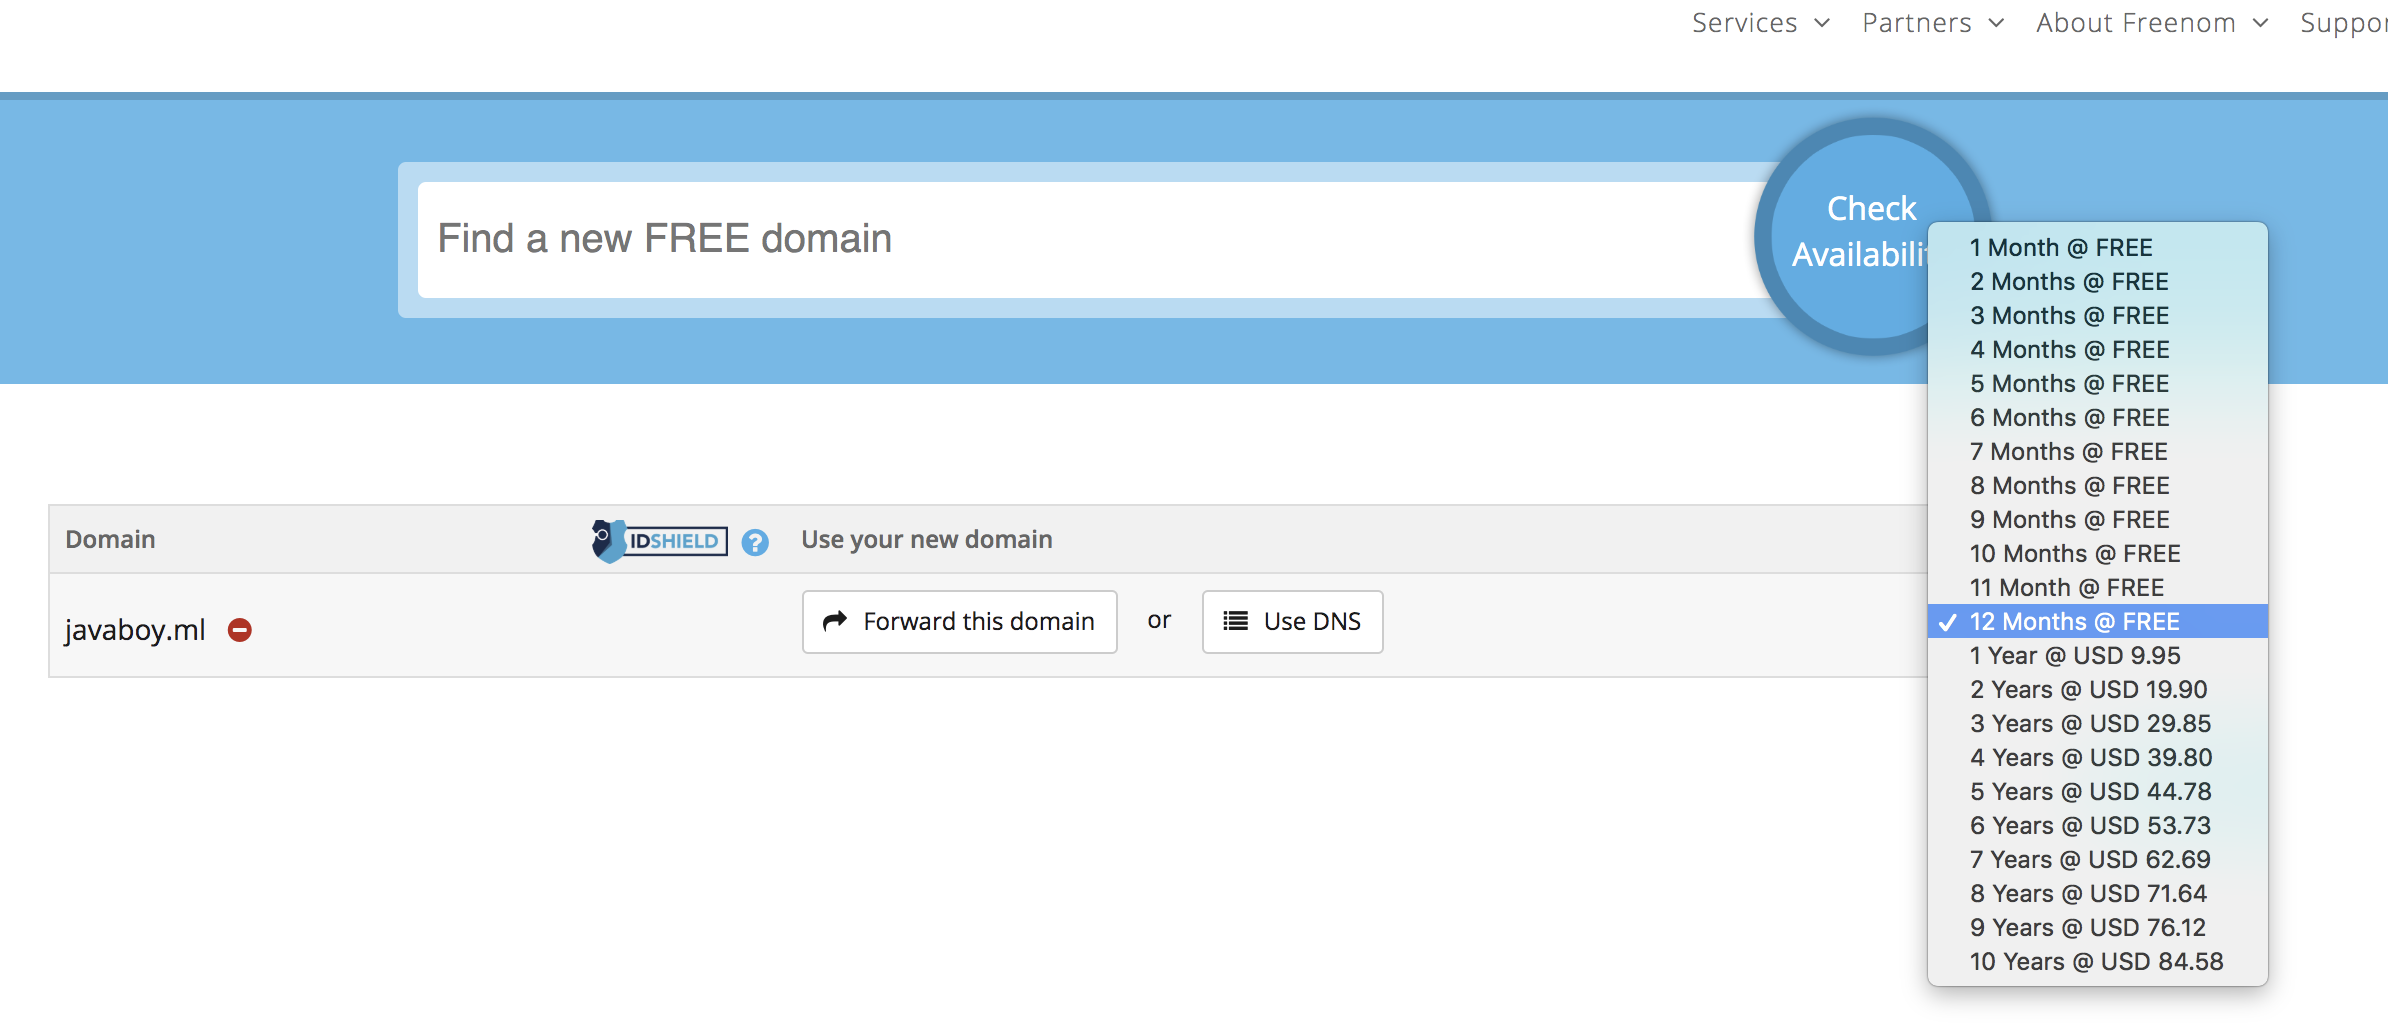 Services
Partners
About Freenom
Suppor
Find a new FREE domain
Check
Availabili
Domain
IDSHIELD
?
Use your new domain
javaboy.ml
Forward this domain
or
Use DNS
1 Month @ FREE
2 Months @ FREE
3 Months @ FREE
4 Months @ FREE
5 Months @ FREE
6 Months @ FREE
7 Months @ FREE
8 Months @ FREE
9 Months @ FREE
10 Months @ FREE
11 Month @ FREE
✓ 12 Months @ FREE
1 Year @ USD 9.95
2 Years @ USD 19.90
3 Years @ USD 29.85
4 Years @ USD 39.80
5 Years @ USD 44.78
6 Years @ USD 53.73
7 Years @ USD 62.69
8 Years @ USD 71.64
9 Years @ USD 76.12
10 Years @ USD 84.58